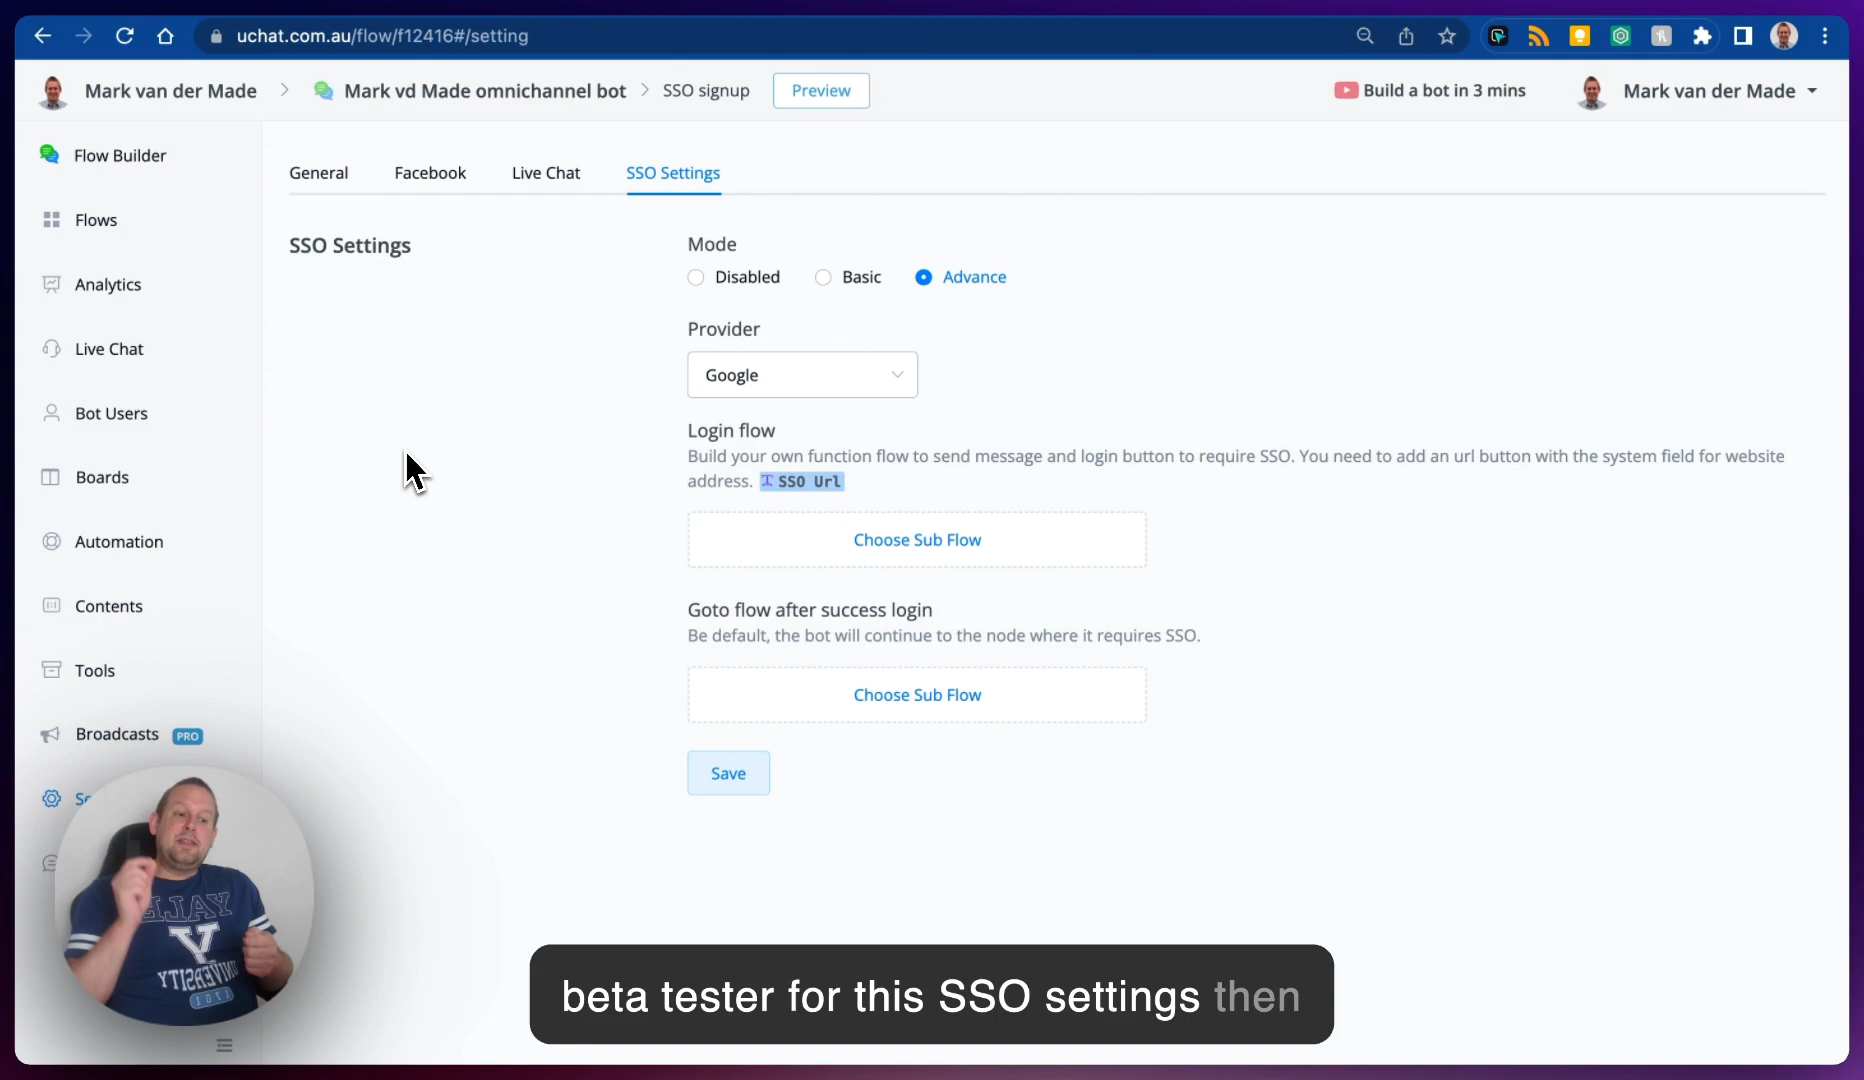 uchat.com.au/flow/f12416#/setting
Mark van der Made
Mark vd Made omnichannel bot
SSO signup
Preview
Build a bot in 3 mins
Mark van der Made
Flow Builder
Flows
Analytics
Live Chat
Bot Users
Boards
Automation
Contents
Tools
Broadcasts PRO
Se
General
Facebook
Live Chat
SSO Settings
SSO Settings
Mode
Disabled
Basic
Advance
Provider
Google
Login flow
Build your own function flow to send message and login button to require SSO. You need to add an url button with the system field for website
address. SSO Url
Choose Sub Flow
Goto flow after success login
Be default, the bot will continue to the node where it requires SSO.
Choose Sub Flow
Save
YALE
Y
UNIVERSITY
1701
beta tester for this SSO settings then